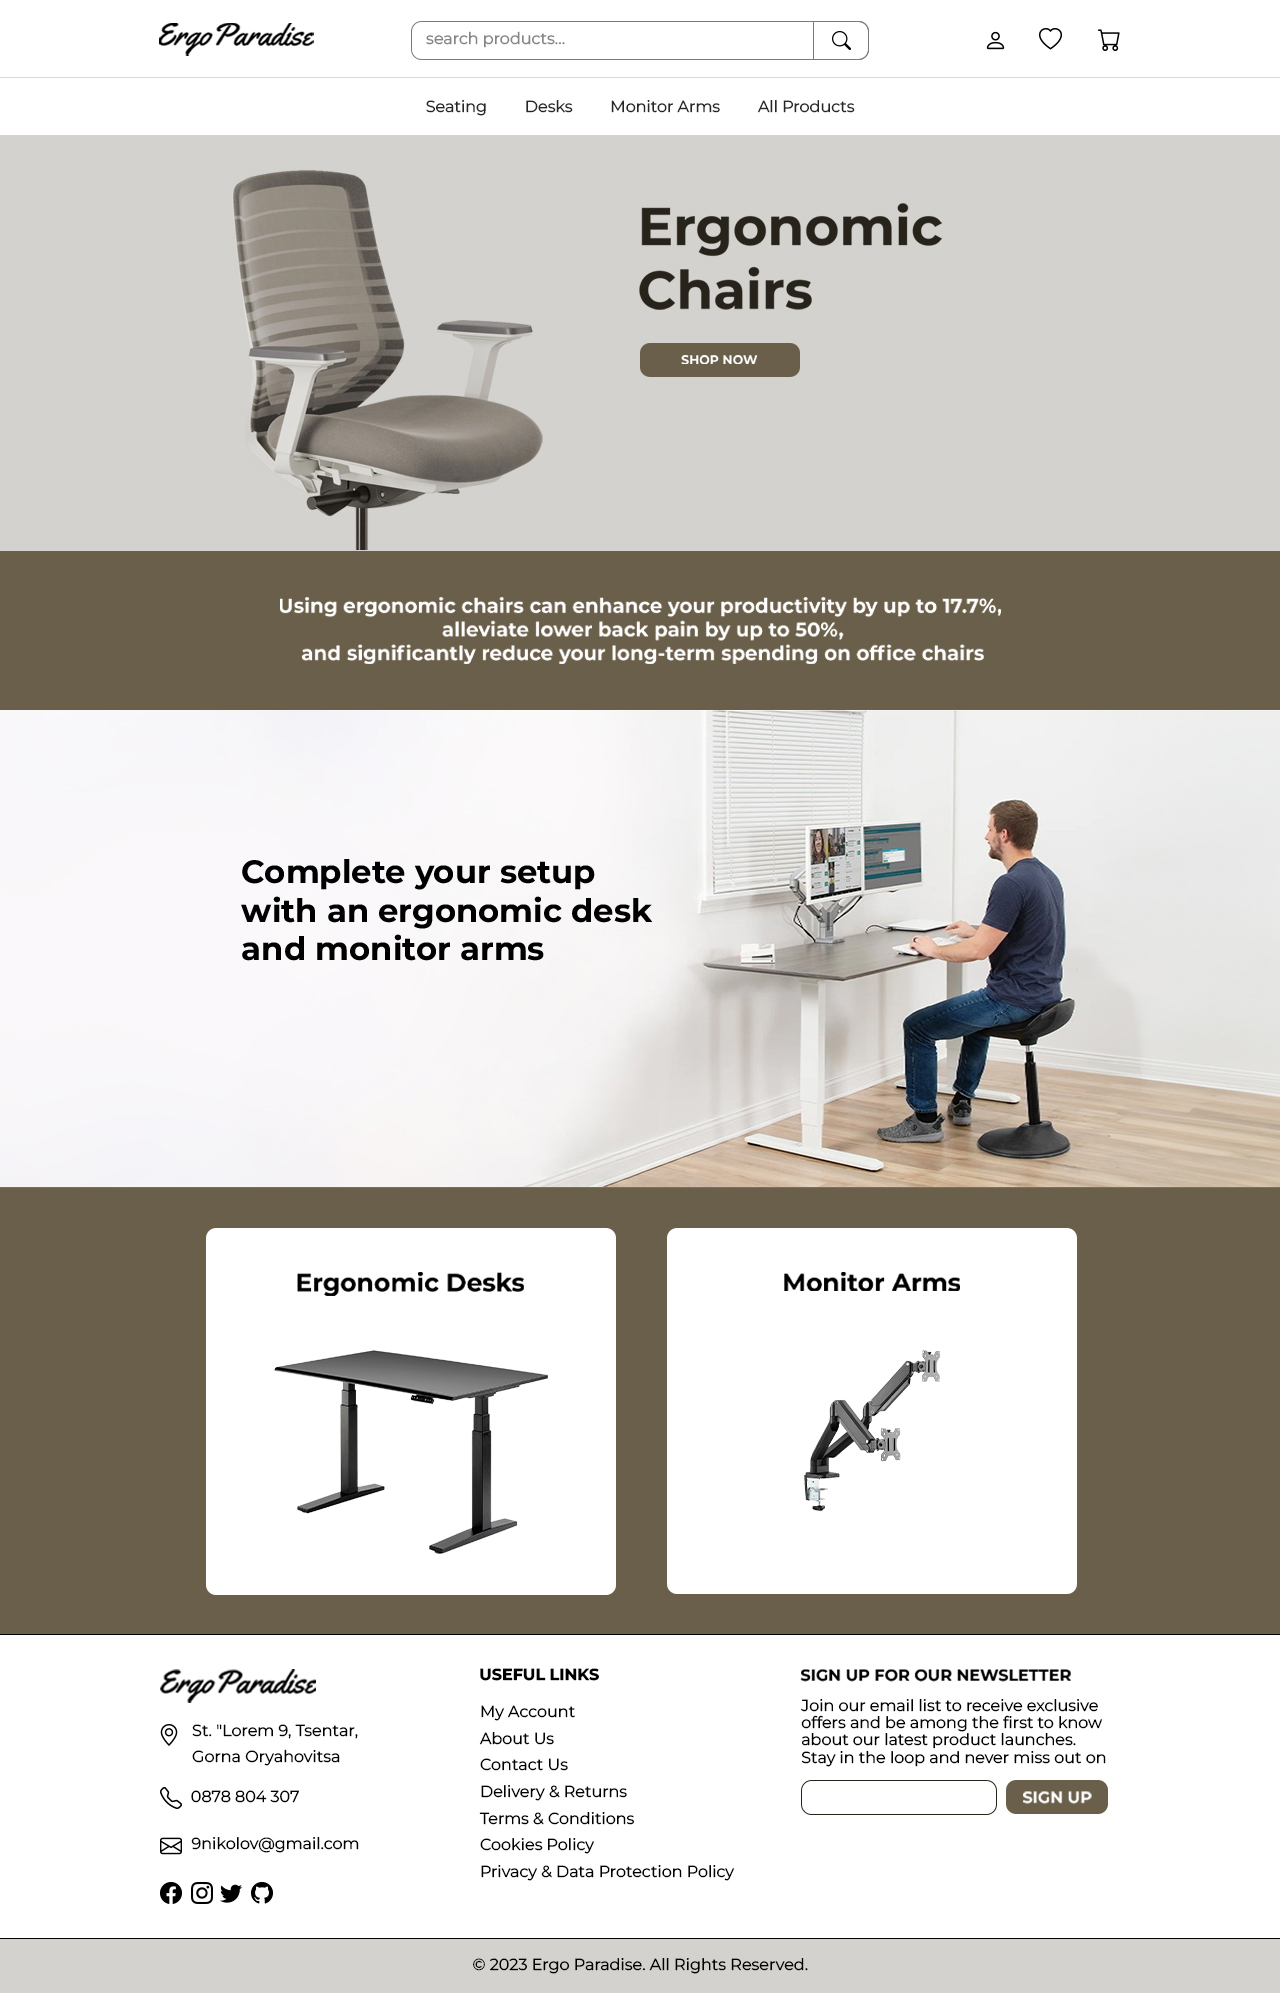 Ergo Paradise
search products...
Seating
Desks
Monitor Arms
All Products
Ergonomic
Chairs
SHOP NOW
Using ergonomic chairs can enhance your productivity by up to 17.7%,
alleviate lower back pain by up to 50%,
and significantly reduce your long-term spending on office chairs
Complete your setup
with an ergonomic desk
and monitor arms
Ergonomic Desks
Monitor Arms
Ergo Paradise
St. "Lorem 9, Tsentar,
Gorna Oryahovitsa
0878 804 307
9nikolov@gmail.com
USEFUL LINKS
My Account
About Us
Contact Us
Delivery & Returns
Terms & Conditions
Cookies Policy
Privacy & Data Protection Policy
SIGN UP FOR OUR NEWSLETTER
Join our email list to receive exclusive
offers and be among the first to know
about our latest product launches.
Stay in the loop and never miss out on
SIGN UP
© 2023 Ergo Paradise. All Rights Reserved.